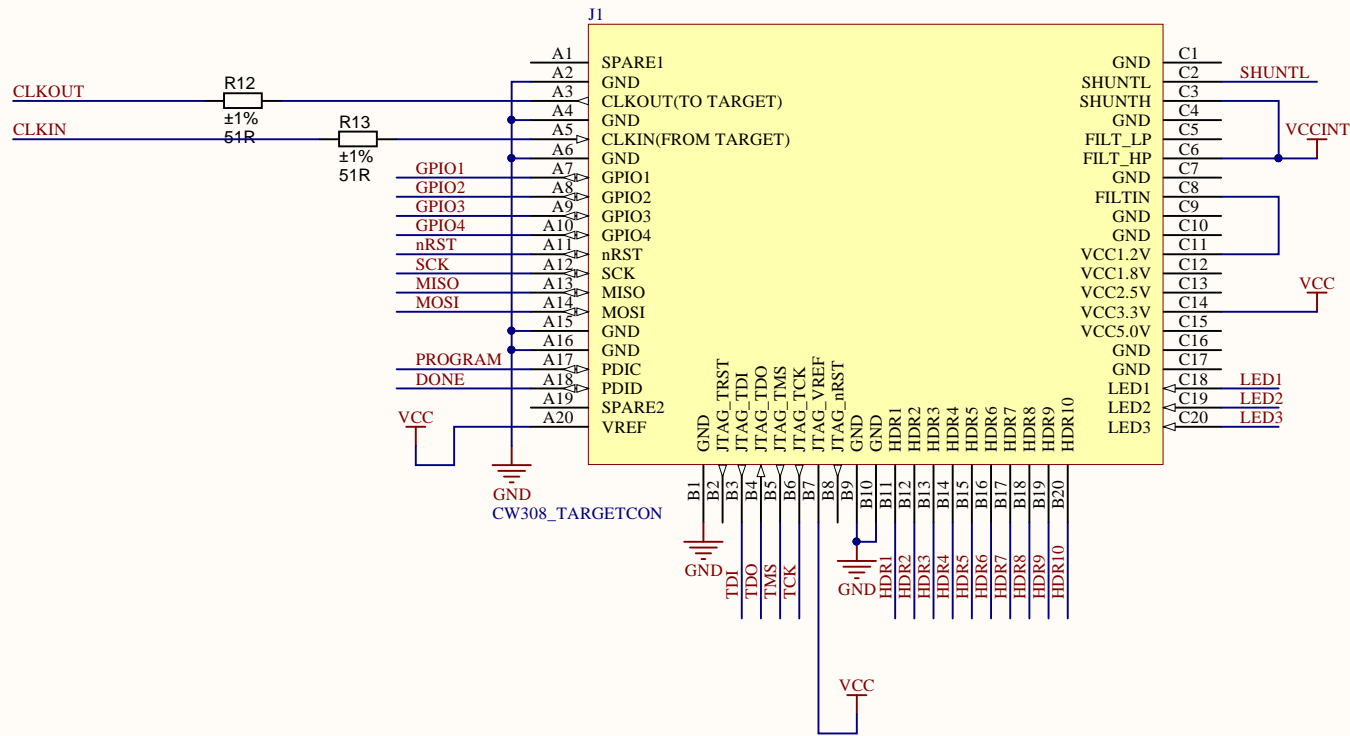 J1
A1 SPARE1 GND C1
A2 GND SHUNTL C2 SHUNTL
CLKOUT R12 A3 CLKOUT(TO TARGET) SHUNTH C3
±1%
51R
A4 GND GND C4
CLKIN R13 A5 CLKIN(FROM TARGET) FILT_LP C5
±1%
51R
A6 GND FILT_HP C6 VCCINT
GPIO1 A7 GPIO1 GND C7
GPIO2 A8 GPIO2 FILTIN C8
GPIO3 A9 GPIO3 GND C9
GPIO4 A10 GPIO4 GND C10
nRST A11 nRST VCC1.2V C11
SCK A12 SCK VCC1.8V C12
MISO A13 MISO VCC2.5V C13
MOSI A14 MOSI VCC3.3V C14 VCC
A15 GND VCC5.0V C15
A16 GND GND C16
PROGRAM A17 PDIC GND C17
DONE A18 PDID LED1 C18 LED1
A19 SPARE2 LED2 C19 LED2
VCC A20 VREF LED3 C20 LED3
GND
CW308_TARGETCON
GND
JTAG_TRST
JTAG_TDI
JTAG_TDO
JTAG_TMS
JTAG_TCK
JTAG_VREF
JTAG_nRST
GND
GND
HDR1
HDR2
HDR3
HDR4
HDR5
HDR6
HDR7
HDR8
HDR9
HDR10
B1
B2
B3
B4
B5
B6
B7
B8
B9
B10
B11
B12
B13
B14
B15
B16
B17
B18
B19
B20
GND
TDI
TDO
TMS
TCK
GND
HDR1
HDR2
HDR3
HDR4
HDR5
HDR6
HDR7
HDR8
HDR9
HDR10
VCC